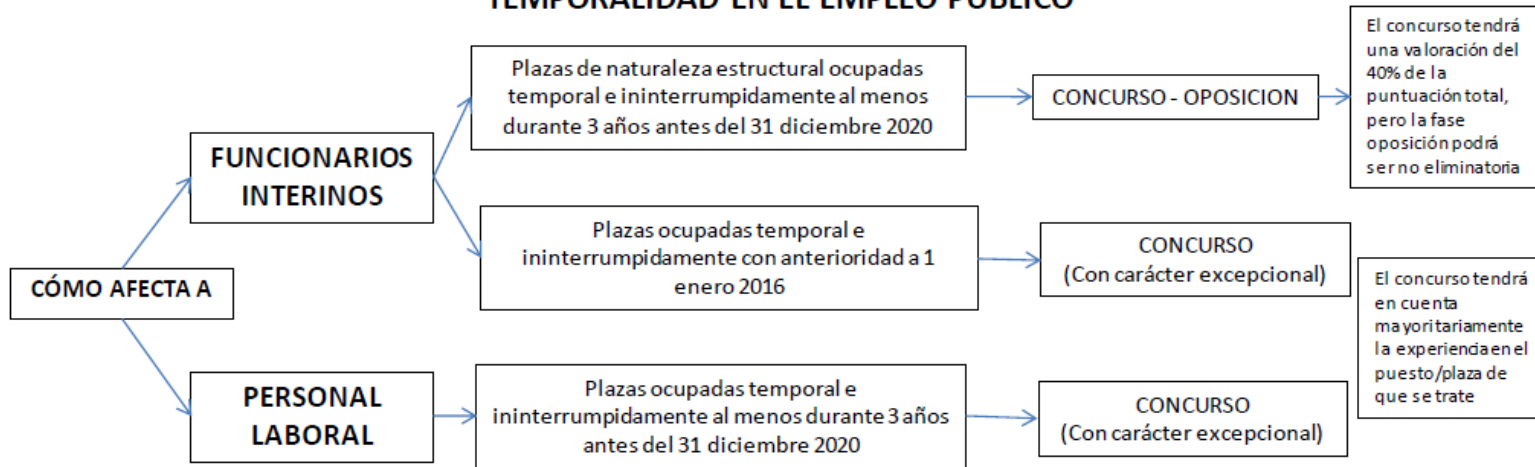 TEMPORALIDAD EN EL EMPLEO PÚBLICO
Plazas de naturaleza estructural ocupadas
temporal e ininterrumpidamente al menos
durante 3 años antes del 31 diciembre 2020
CONCURSO - OPOSICION
El concurso tendrá
una valoración del
40% de la
puntuación total,
pero la fase
oposición podrá
ser no eliminatoria
FUNCIONARIOS
INTERINOS
Plazas ocupadas temporal e
ininterrumpidamente con anterioridad a 1
enero 2016
CONCURSO
(Con carácter excepcional)
CÓMO AFECTA A
El concurso tendrá
en cuenta
mayoritariamente
la experiencia en el
puesto/plaza de
que se trate
PERSONAL
LABORAL
Plazas ocupadas temporal e
ininterrumpidamente al menos durante 3 años
antes del 31 diciembre 2020
CONCURSO
(Con carácter excepcional)